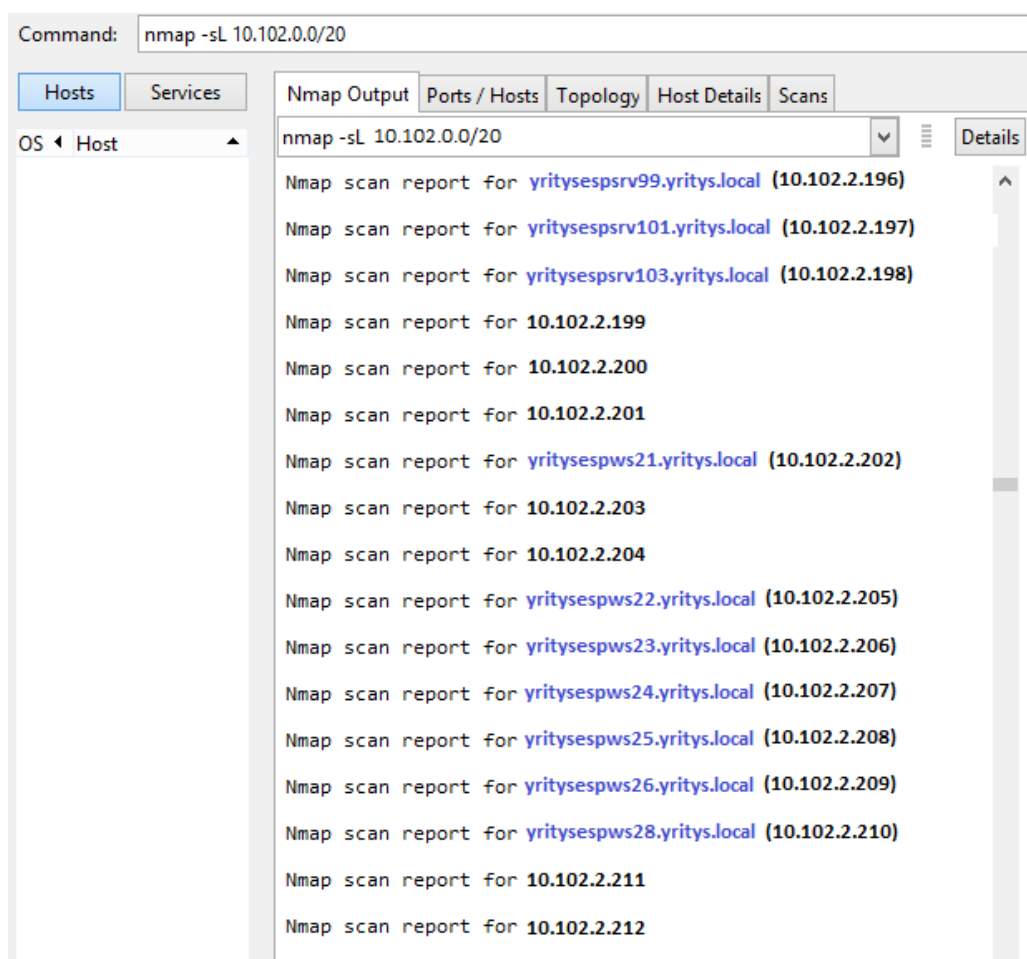 Command: nmap -sL 10.102.0.0/20
Hosts Services Nmap Output Ports / Hosts Topology Host Details Scans
OS Host nmap -sL 10.102.0.0/20 Details
Nmap scan report for yritysespsrv99.yritys.local (10.102.2.196)
Nmap scan report for yritysespsrv101.yritys.local (10.102.2.197)
Nmap scan report for yritysespsrv103.yritys.local (10.102.2.198)
Nmap scan report for 10.102.2.199
Nmap scan report for 10.102.2.200
Nmap scan report for 10.102.2.201
Nmap scan report for yritysespws21.yritys.local (10.102.2.202)
Nmap scan report for 10.102.2.203
Nmap scan report for 10.102.2.204
Nmap scan report for yritysespws22.yritys.local (10.102.2.205)
Nmap scan report for yritysespws23.yritys.local (10.102.2.206)
Nmap scan report for yritysespws24.yritys.local (10.102.2.207)
Nmap scan report for yritysespws25.yritys.local (10.102.2.208)
Nmap scan report for yritysespws26.yritys.local (10.102.2.209)
Nmap scan report for yritysespws28.yritys.local (10.102.2.210)
Nmap scan report for 10.102.2.211
Nmap scan report for 10.102.2.212